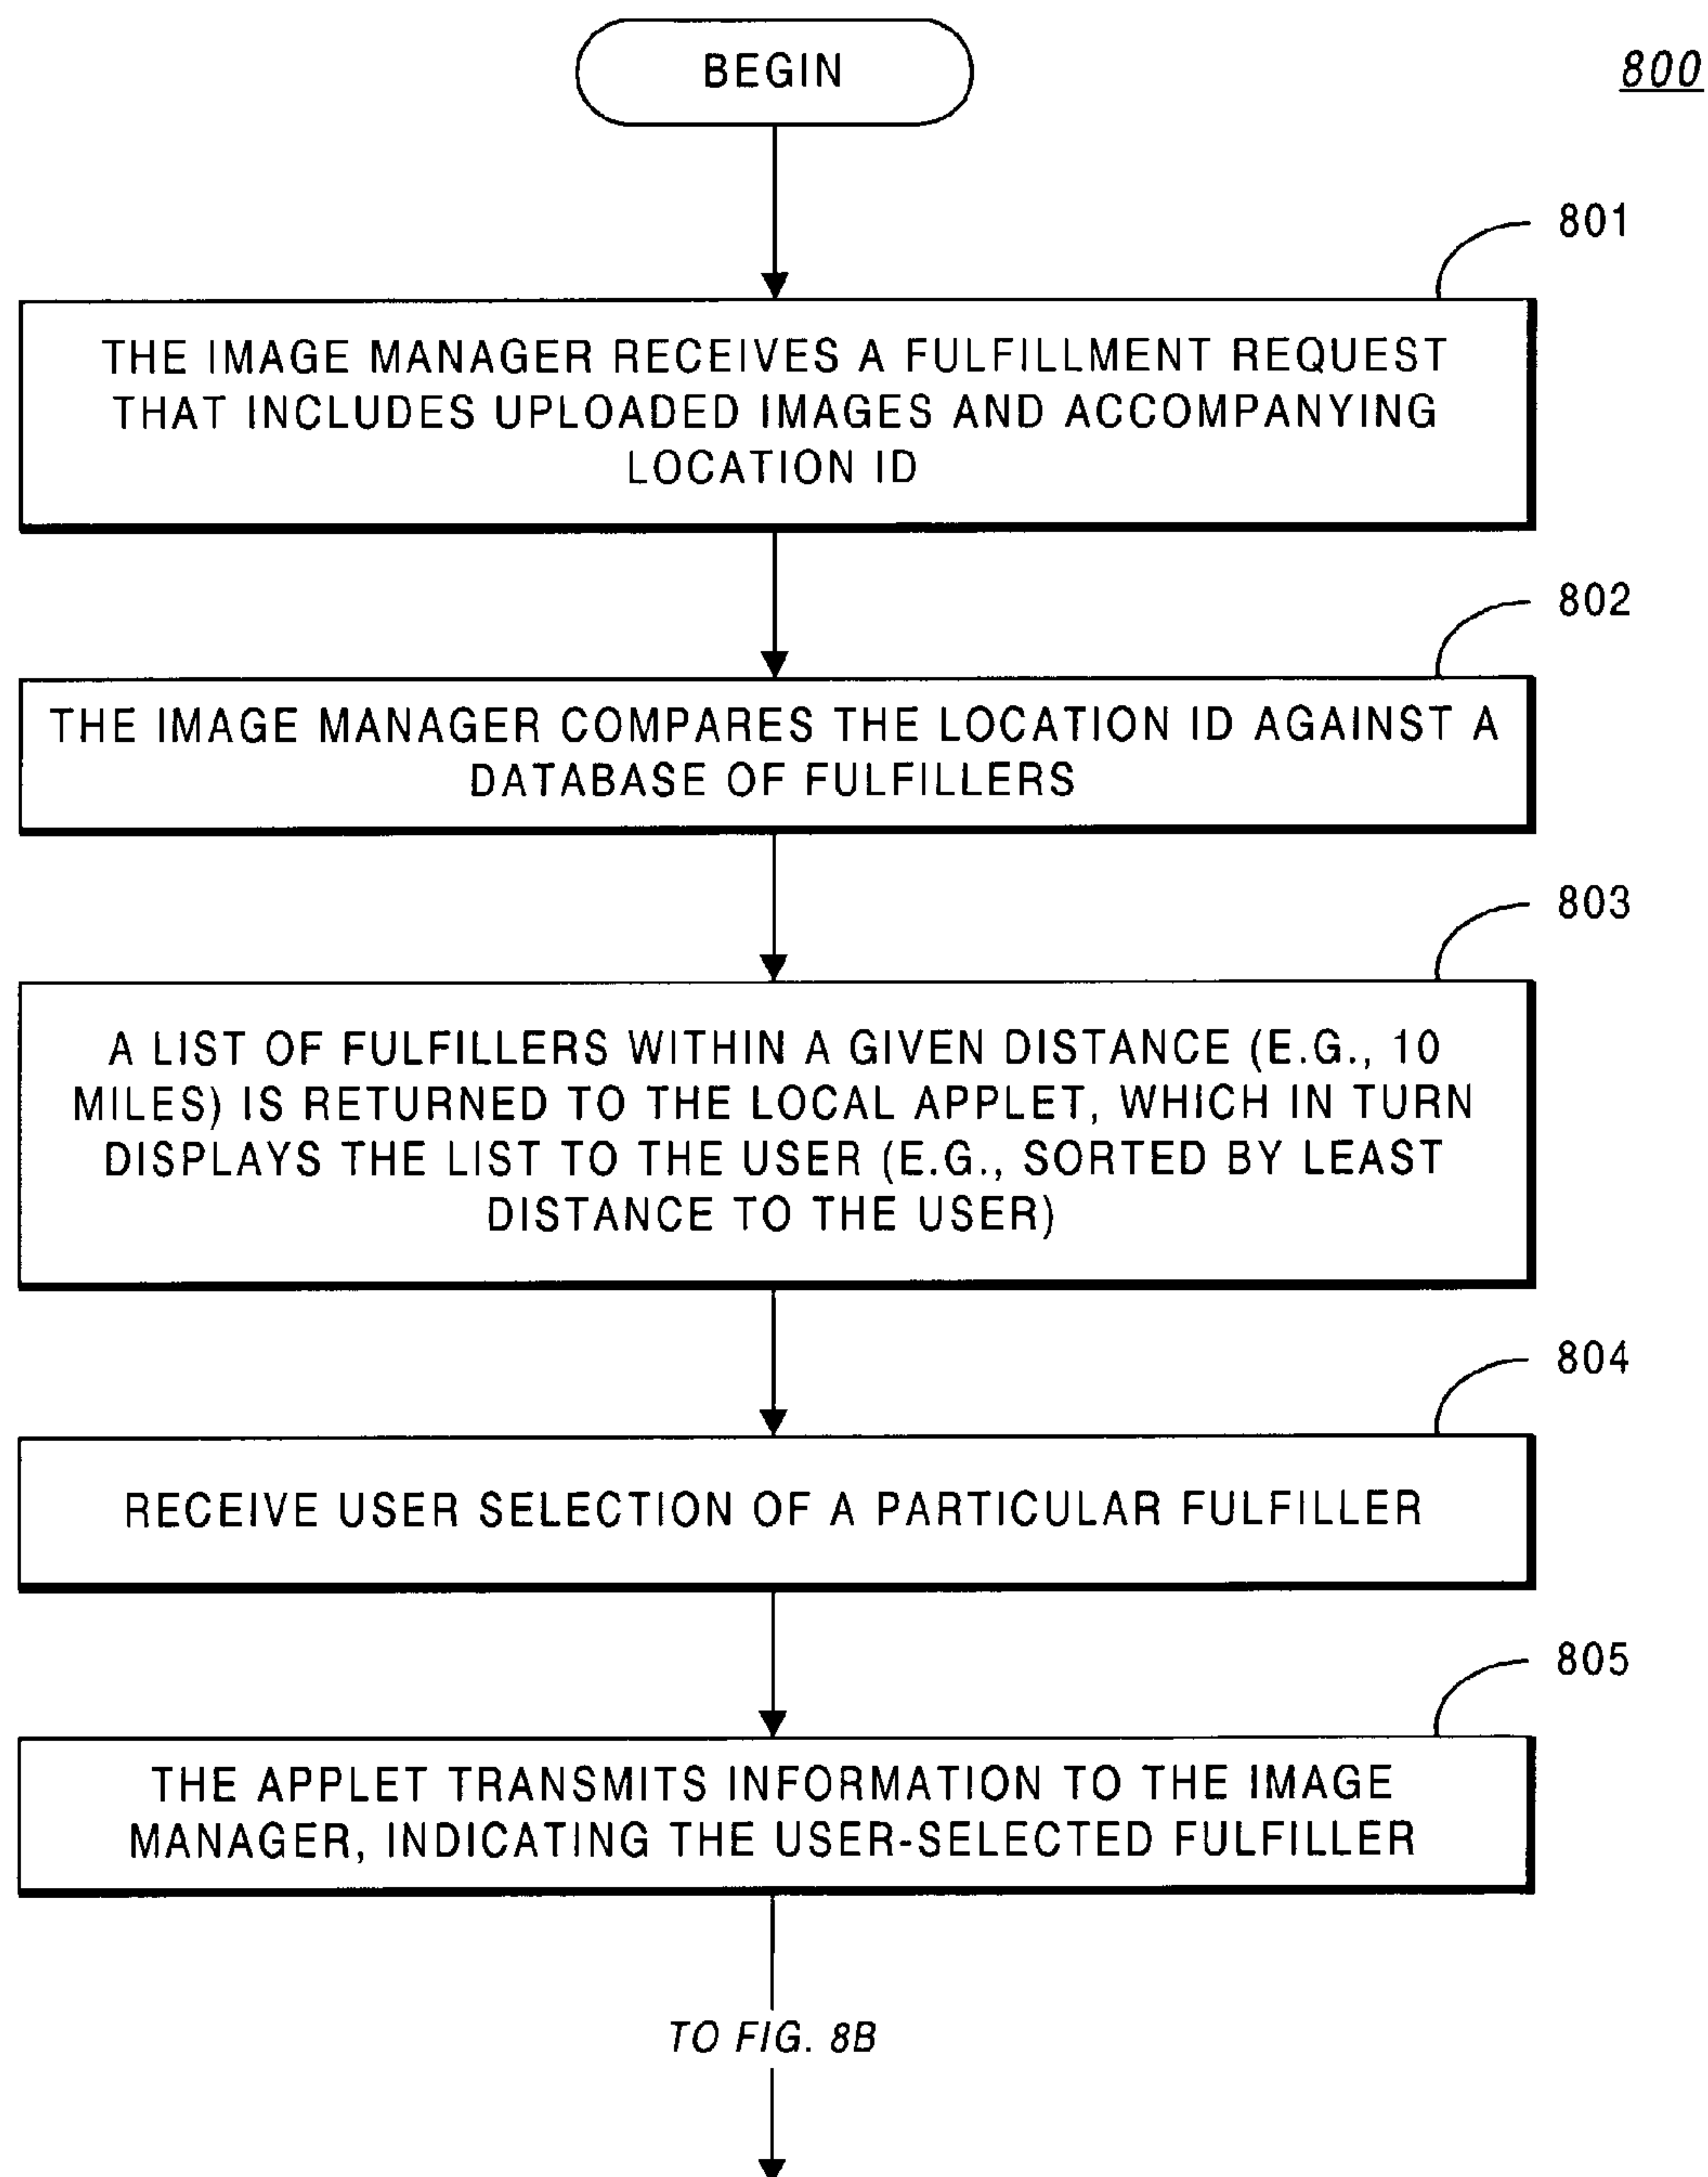 BEGIN
800
801
THE IMAGE MANAGER RECEIVES A FULFILLMENT REQUEST
THAT INCLUDES UPLOADED IMAGES AND ACCOMPANYING
LOCATION ID
802
THE IMAGE MANAGER COMPARES THE LOCATION ID AGAINST A
DATABASE OF FULFILLERS
803
A LIST OF FULFILLERS WITHIN A GIVEN DISTANCE (E.G., 10
MILES) IS RETURNED TO THE LOCAL APPLET, WHICH IN TURN
DISPLAYS THE LIST TO THE USER (E.G., SORTED BY LEAST
DISTANCE TO THE USER)
804
RECEIVE USER SELECTION OF A PARTICULAR FULFILLER
805
THE APPLET TRANSMITS INFORMATION TO THE IMAGE
MANAGER, INDICATING THE USER-SELECTED FULFILLER
TO FIG. 8B